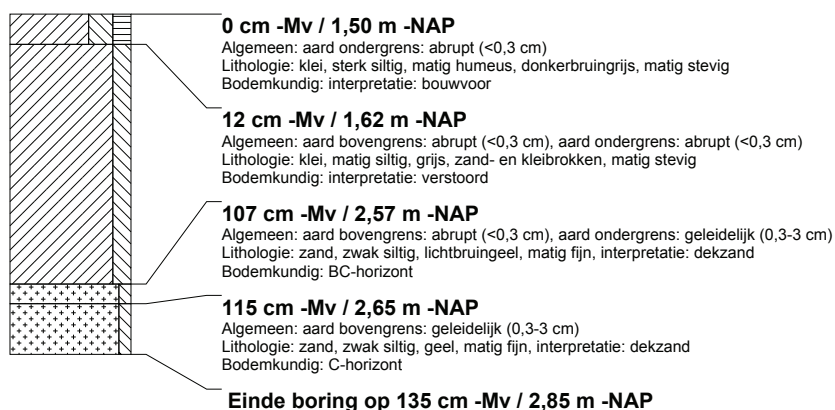 0 cm -Mv / 1,50 m -NAP
Algemeen: aard ondergrens: abrupt (<0,3 cm)
Lithologie: klei, sterk siltig, matig humeus, donkerbruingrijs, matig stevig
Bodemkundig: interpretatie: bouwvoor
12 cm -Mv / 1,62 m -NAP
Algemeen: aard bovengrens: abrupt (<0,3 cm), aard ondergrens: abrupt (<0,3 cm)
Lithologie: klei, matig siltig, grijs, zand- en kleibrokken, matig stevig
Bodemkundig: interpretatie: verstoord
107 cm -Mv / 2,57 m -NAP
Algemeen: aard bovengrens: abrupt (<0,3 cm), aard ondergrens: geleidelijk (0,3-3 cm)
Lithologie: zand, zwak siltig, lichtbruingeel, matig fijn, interpretatie: dekzand
Bodemkundig: BC-horizont
115 cm -Mv / 2,65 m -NAP
Algemeen: aard bovengrens: geleidelijk (0,3-3 cm)
Lithologie: zand, zwak siltig, geel, matig fijn, interpretatie: dekzand
Bodemkundig: C-horizont
Einde boring op 135 cm -Mv / 2,85 m -NAP